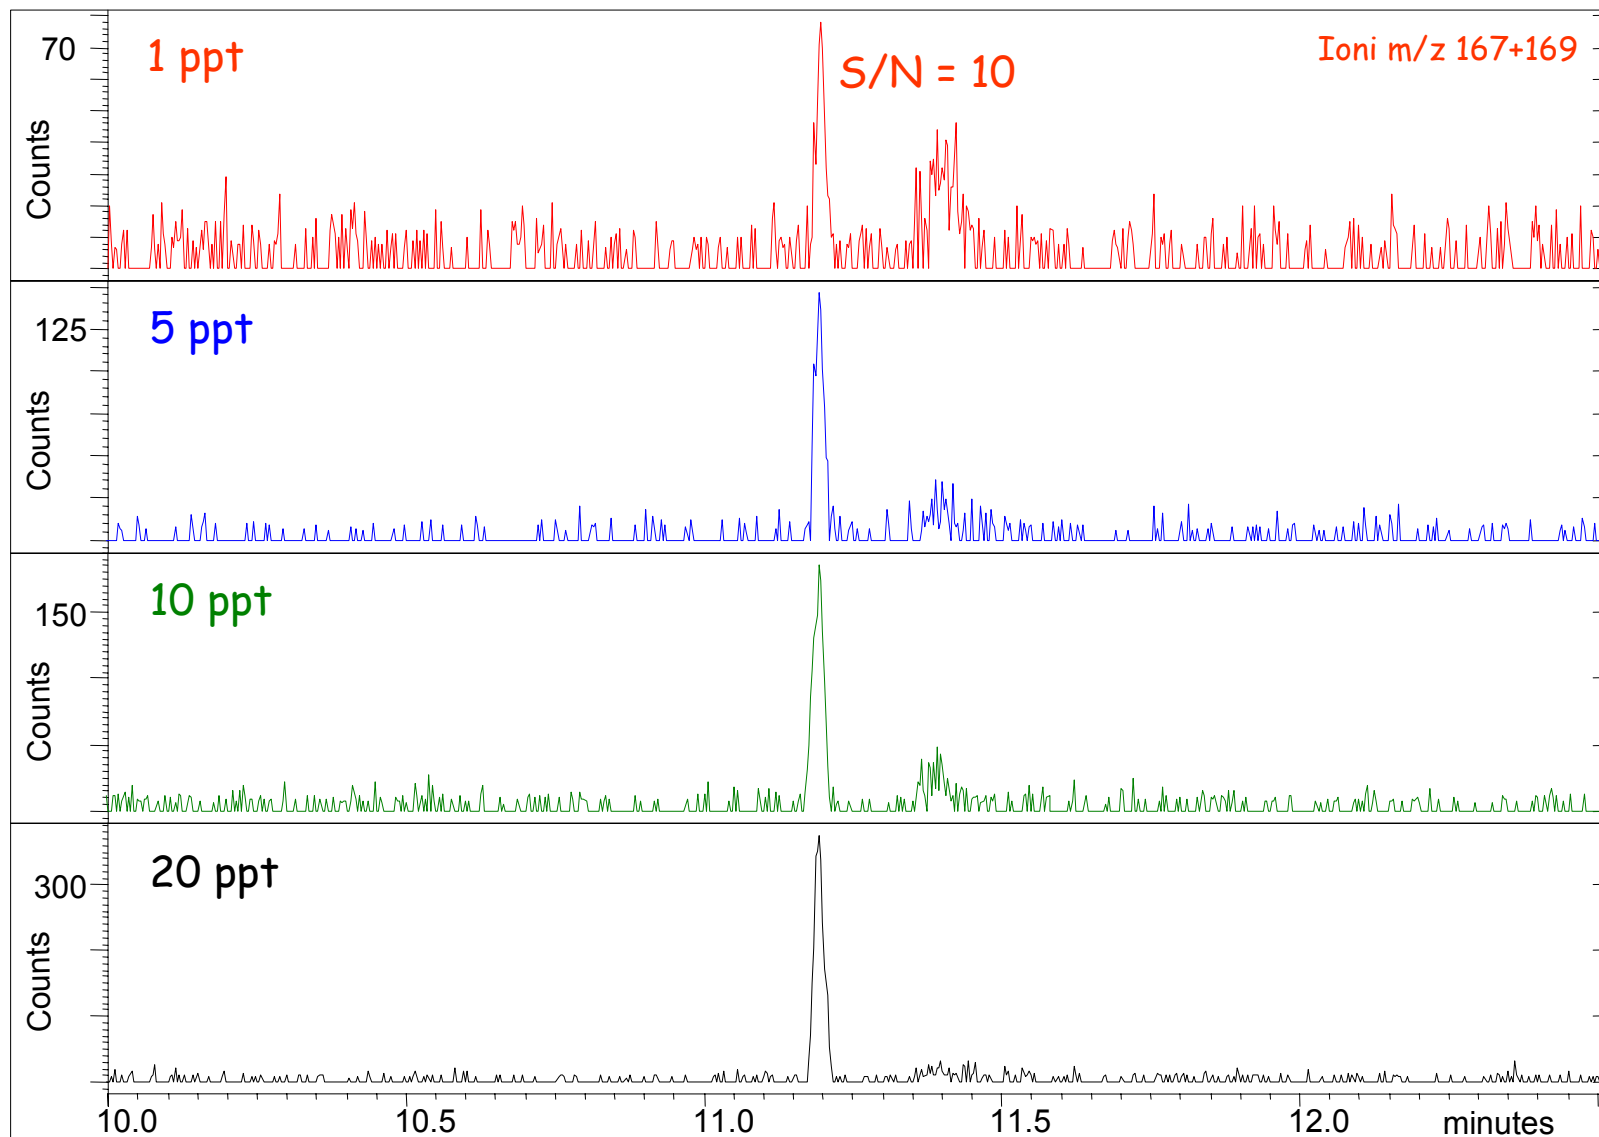 70
1 ppt
S/N = 10
Ioni m/z 167+169
Counts
125
5 ppt
Counts
150
10 ppt
Counts
300
20 ppt
Counts
10.0 10.5 11.0 11.5 12.0 minutes